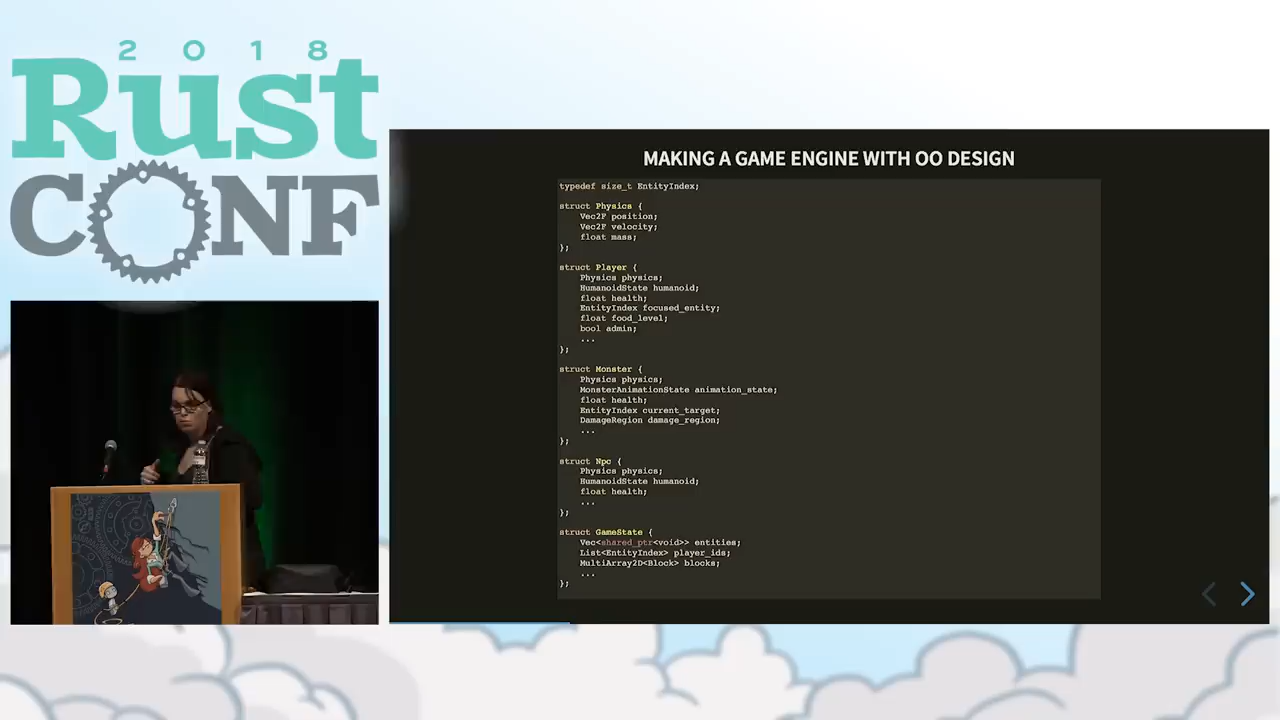 2 0 1 8
Rust
CONF
MAKING A GAME ENGINE WITH OO DESIGN
typedef size_t EntityIndex;
struct Physics {
Vec2F position;
Vec2F velocity;
float mass;
};
struct Player {
Physics physics;
HumanoidState humanoid;
float health;
EntityIndex focused_entity;
float food_level;
bool admin;
...
};
struct Monster {
Physics physics;
MonsterAnimationState animation_state;
float health;
EntityIndex current_target;
DamageRegion damage_region;
...
};
struct Npc {
Physics physics;
HumanoidState humanoid;
float health;
...
};
struct GameState {
Vec<shared_ptr<void>> entities;
List<EntityIndex> player_ids;
MultiArray2D<Block> blocks;
...
};